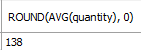 ROUND(AVG(quantity), 0)
138